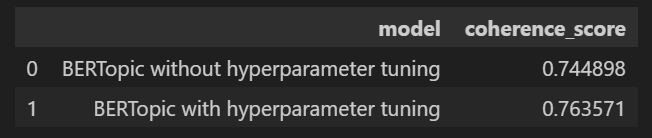 model coherence_score
0 BERTopic without hyperparameter tuning 0.744898
1 BERTopic with hyperparameter tuning 0.763571